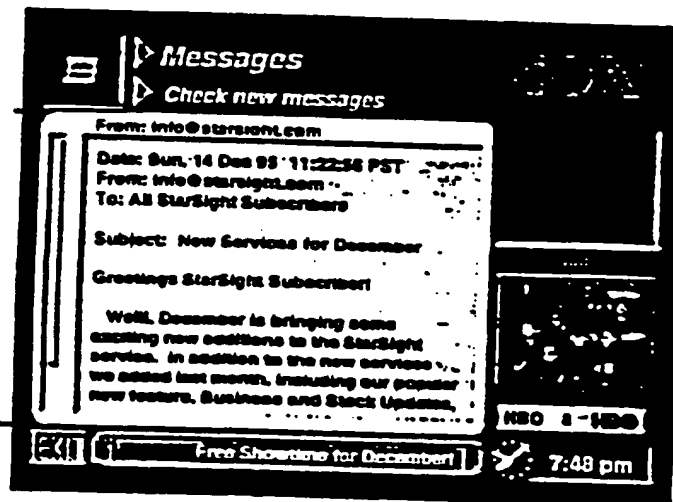 Messages
Check new messages
From: info@starsight.com
Date: Sun, 14 Dec 95 11:22:56 PST
From: info@starsight.com
To: All StarSight Subscribers
Subject: New Services for December
Greetings StarSight Subscriber!
Well, December is bringing some
exciting new additions to the StarSight
service. In addition to the new services
we added last month, including our popular
new feature, Business and Stock Updates,
HBO HBO
EXIT Free Showtime for December! 7:48 pm